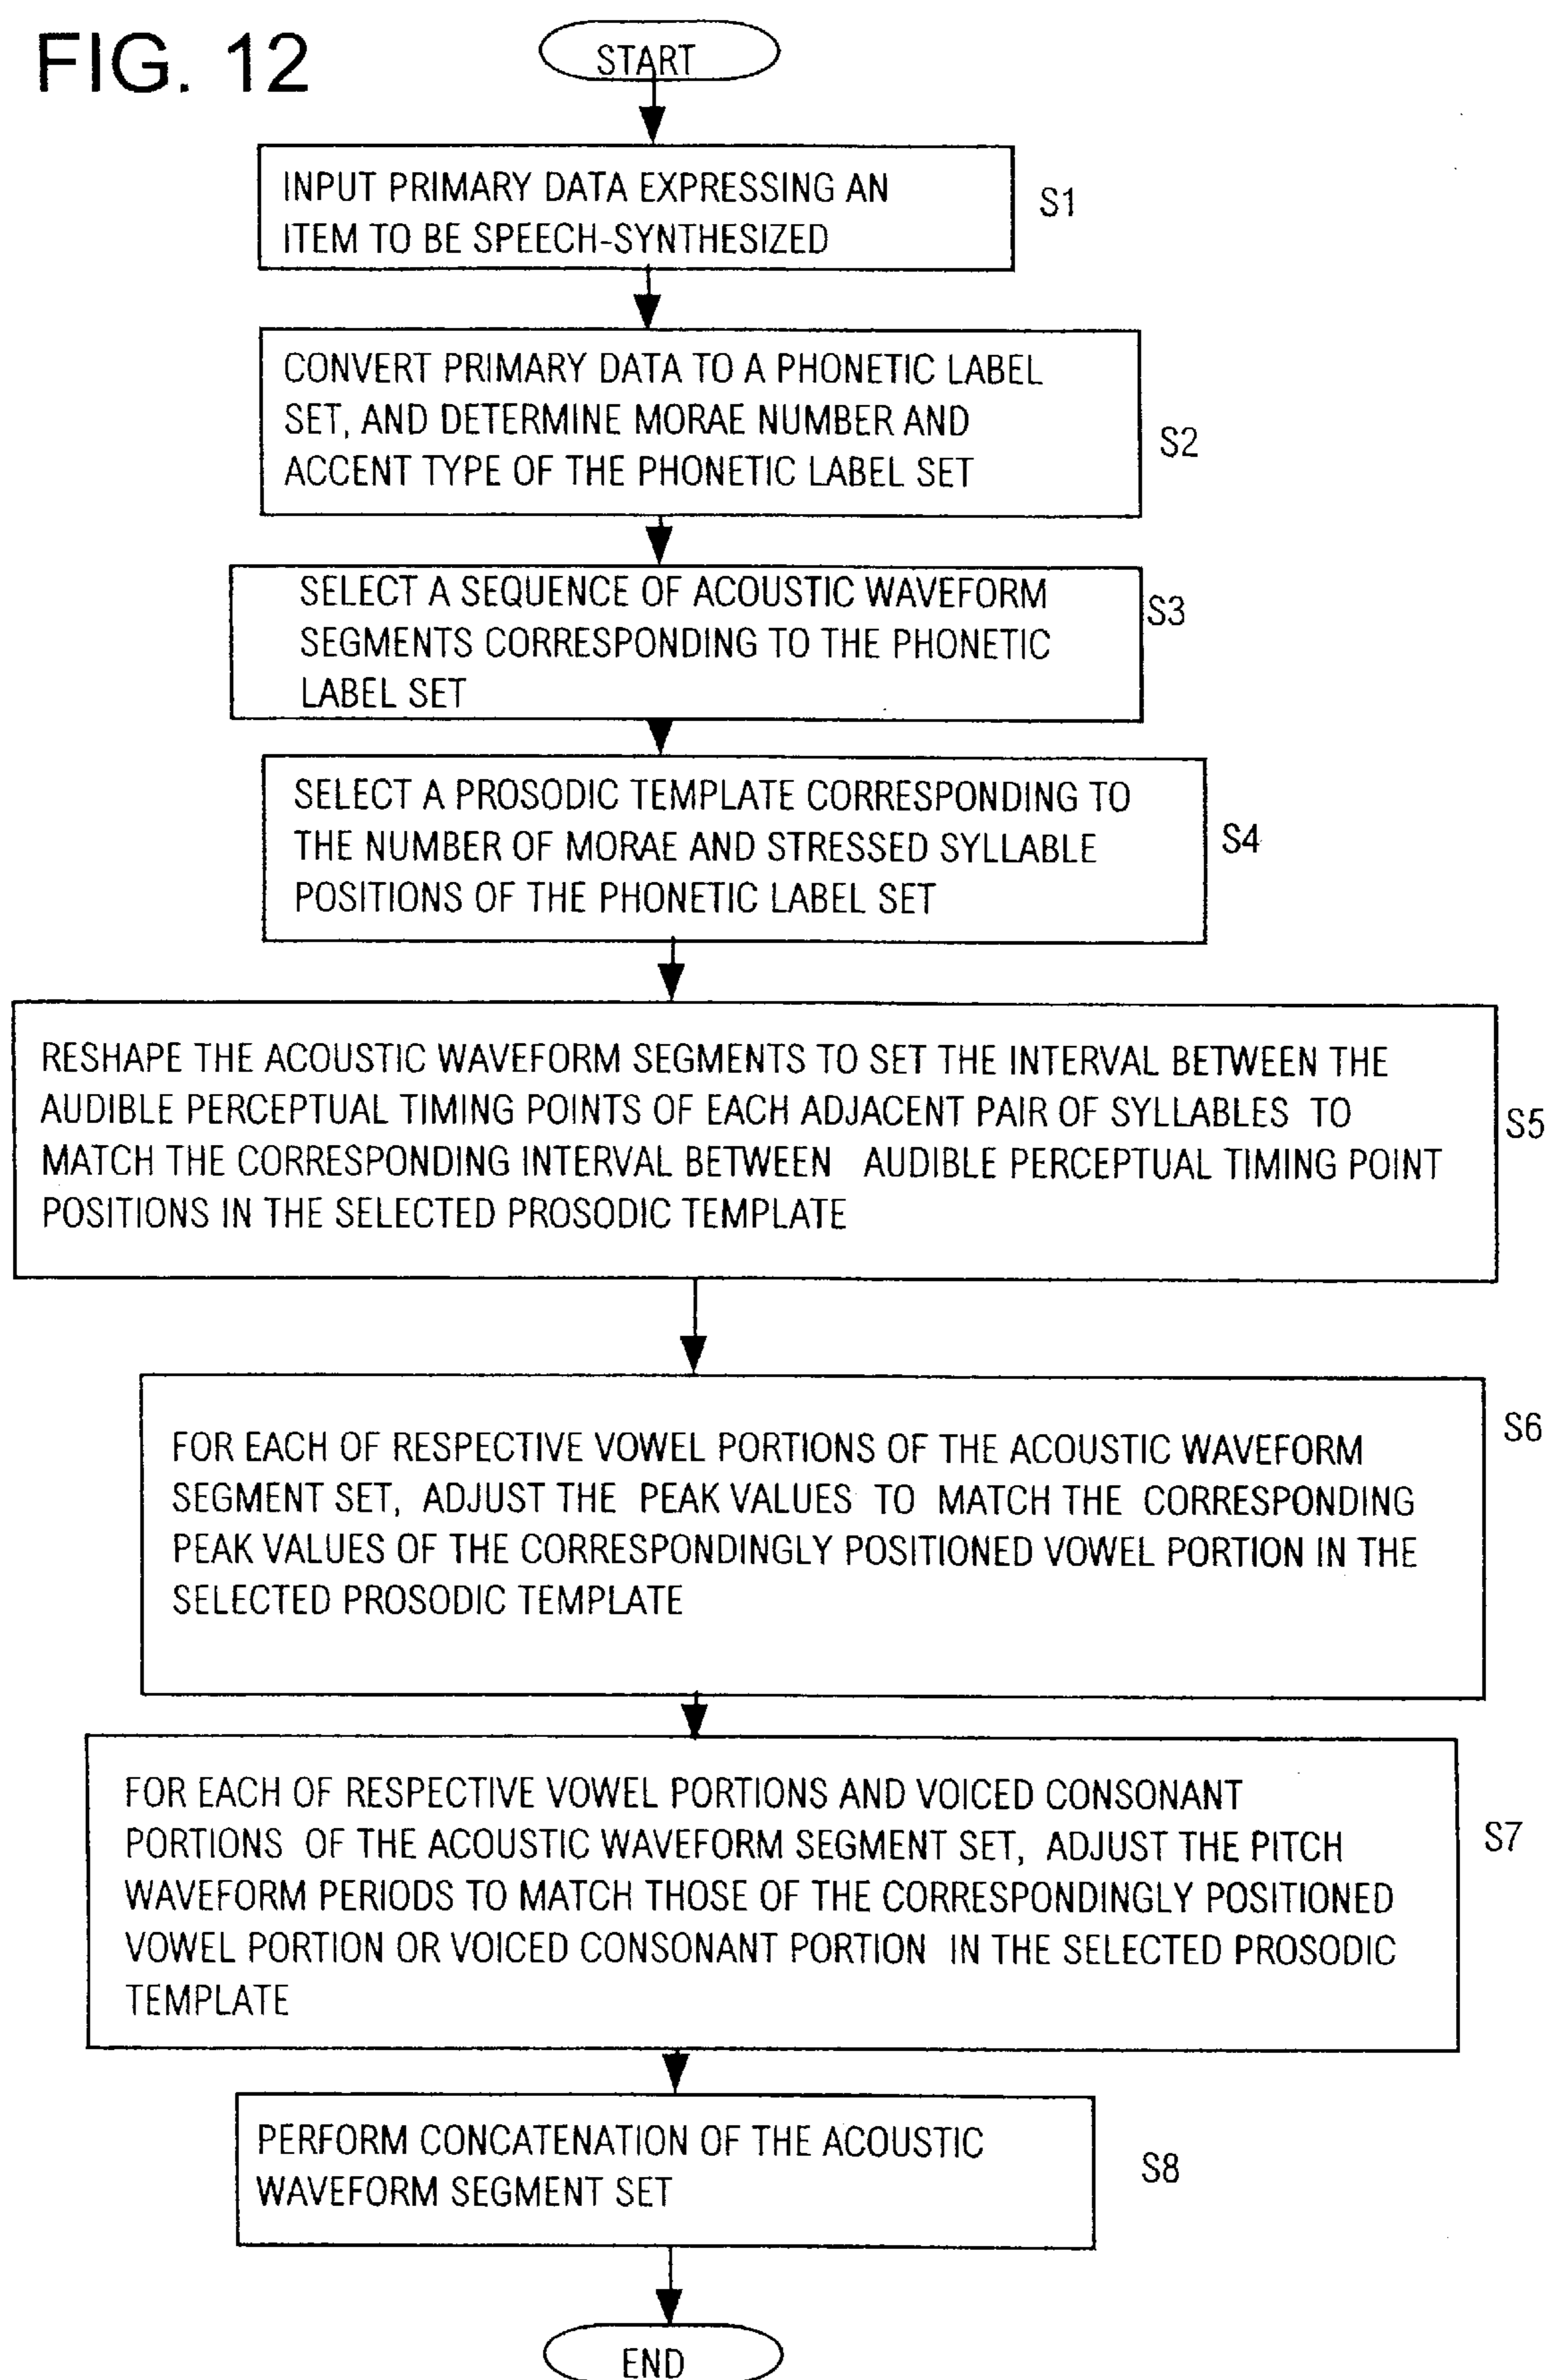 FIG. 12
START
INPUT PRIMARY DATA EXPRESSING AN
ITEM TO BE SPEECH-SYNTHESIZED
S1
CONVERT PRIMARY DATA TO A PHONETIC LABEL
SET, AND DETERMINE MORAE NUMBER AND
ACCENT TYPE OF THE PHONETIC LABEL SET
S2
SELECT A SEQUENCE OF ACOUSTIC WAVEFORM
SEGMENTS CORRESPONDING TO THE PHONETIC
LABEL SET
S3
SELECT A PROSODIC TEMPLATE CORRESPONDING TO
THE NUMBER OF MORAE AND STRESSED SYLLABLE
POSITIONS OF THE PHONETIC LABEL SET
S4
RESHAPE THE ACOUSTIC WAVEFORM SEGMENTS TO SET THE INTERVAL BETWEEN THE
AUDIBLE PERCEPTUAL TIMING POINTS OF EACH ADJACENT PAIR OF SYLLABLES TO
MATCH THE CORRESPONDING INTERVAL BETWEEN AUDIBLE PERCEPTUAL TIMING POINT
POSITIONS IN THE SELECTED PROSODIC TEMPLATE
S5
FOR EACH OF RESPECTIVE VOWEL PORTIONS OF THE ACOUSTIC WAVEFORM
SEGMENT SET, ADJUST THE PEAK VALUES TO MATCH THE CORRESPONDING
PEAK VALUES OF THE CORRESPONDINGLY POSITIONED VOWEL PORTION IN THE
SELECTED PROSODIC TEMPLATE
S6
FOR EACH OF RESPECTIVE VOWEL PORTIONS AND VOICED CONSONANT
PORTIONS OF THE ACOUSTIC WAVEFORM SEGMENT SET, ADJUST THE PITCH
WAVEFORM PERIODS TO MATCH THOSE OF THE CORRESPONDINGLY POSITIONED
VOWEL PORTION OR VOICED CONSONANT PORTION IN THE SELECTED PROSODIC
TEMPLATE
S7
PERFORM CONCATENATION OF THE ACOUSTIC
WAVEFORM SEGMENT SET
S8
END